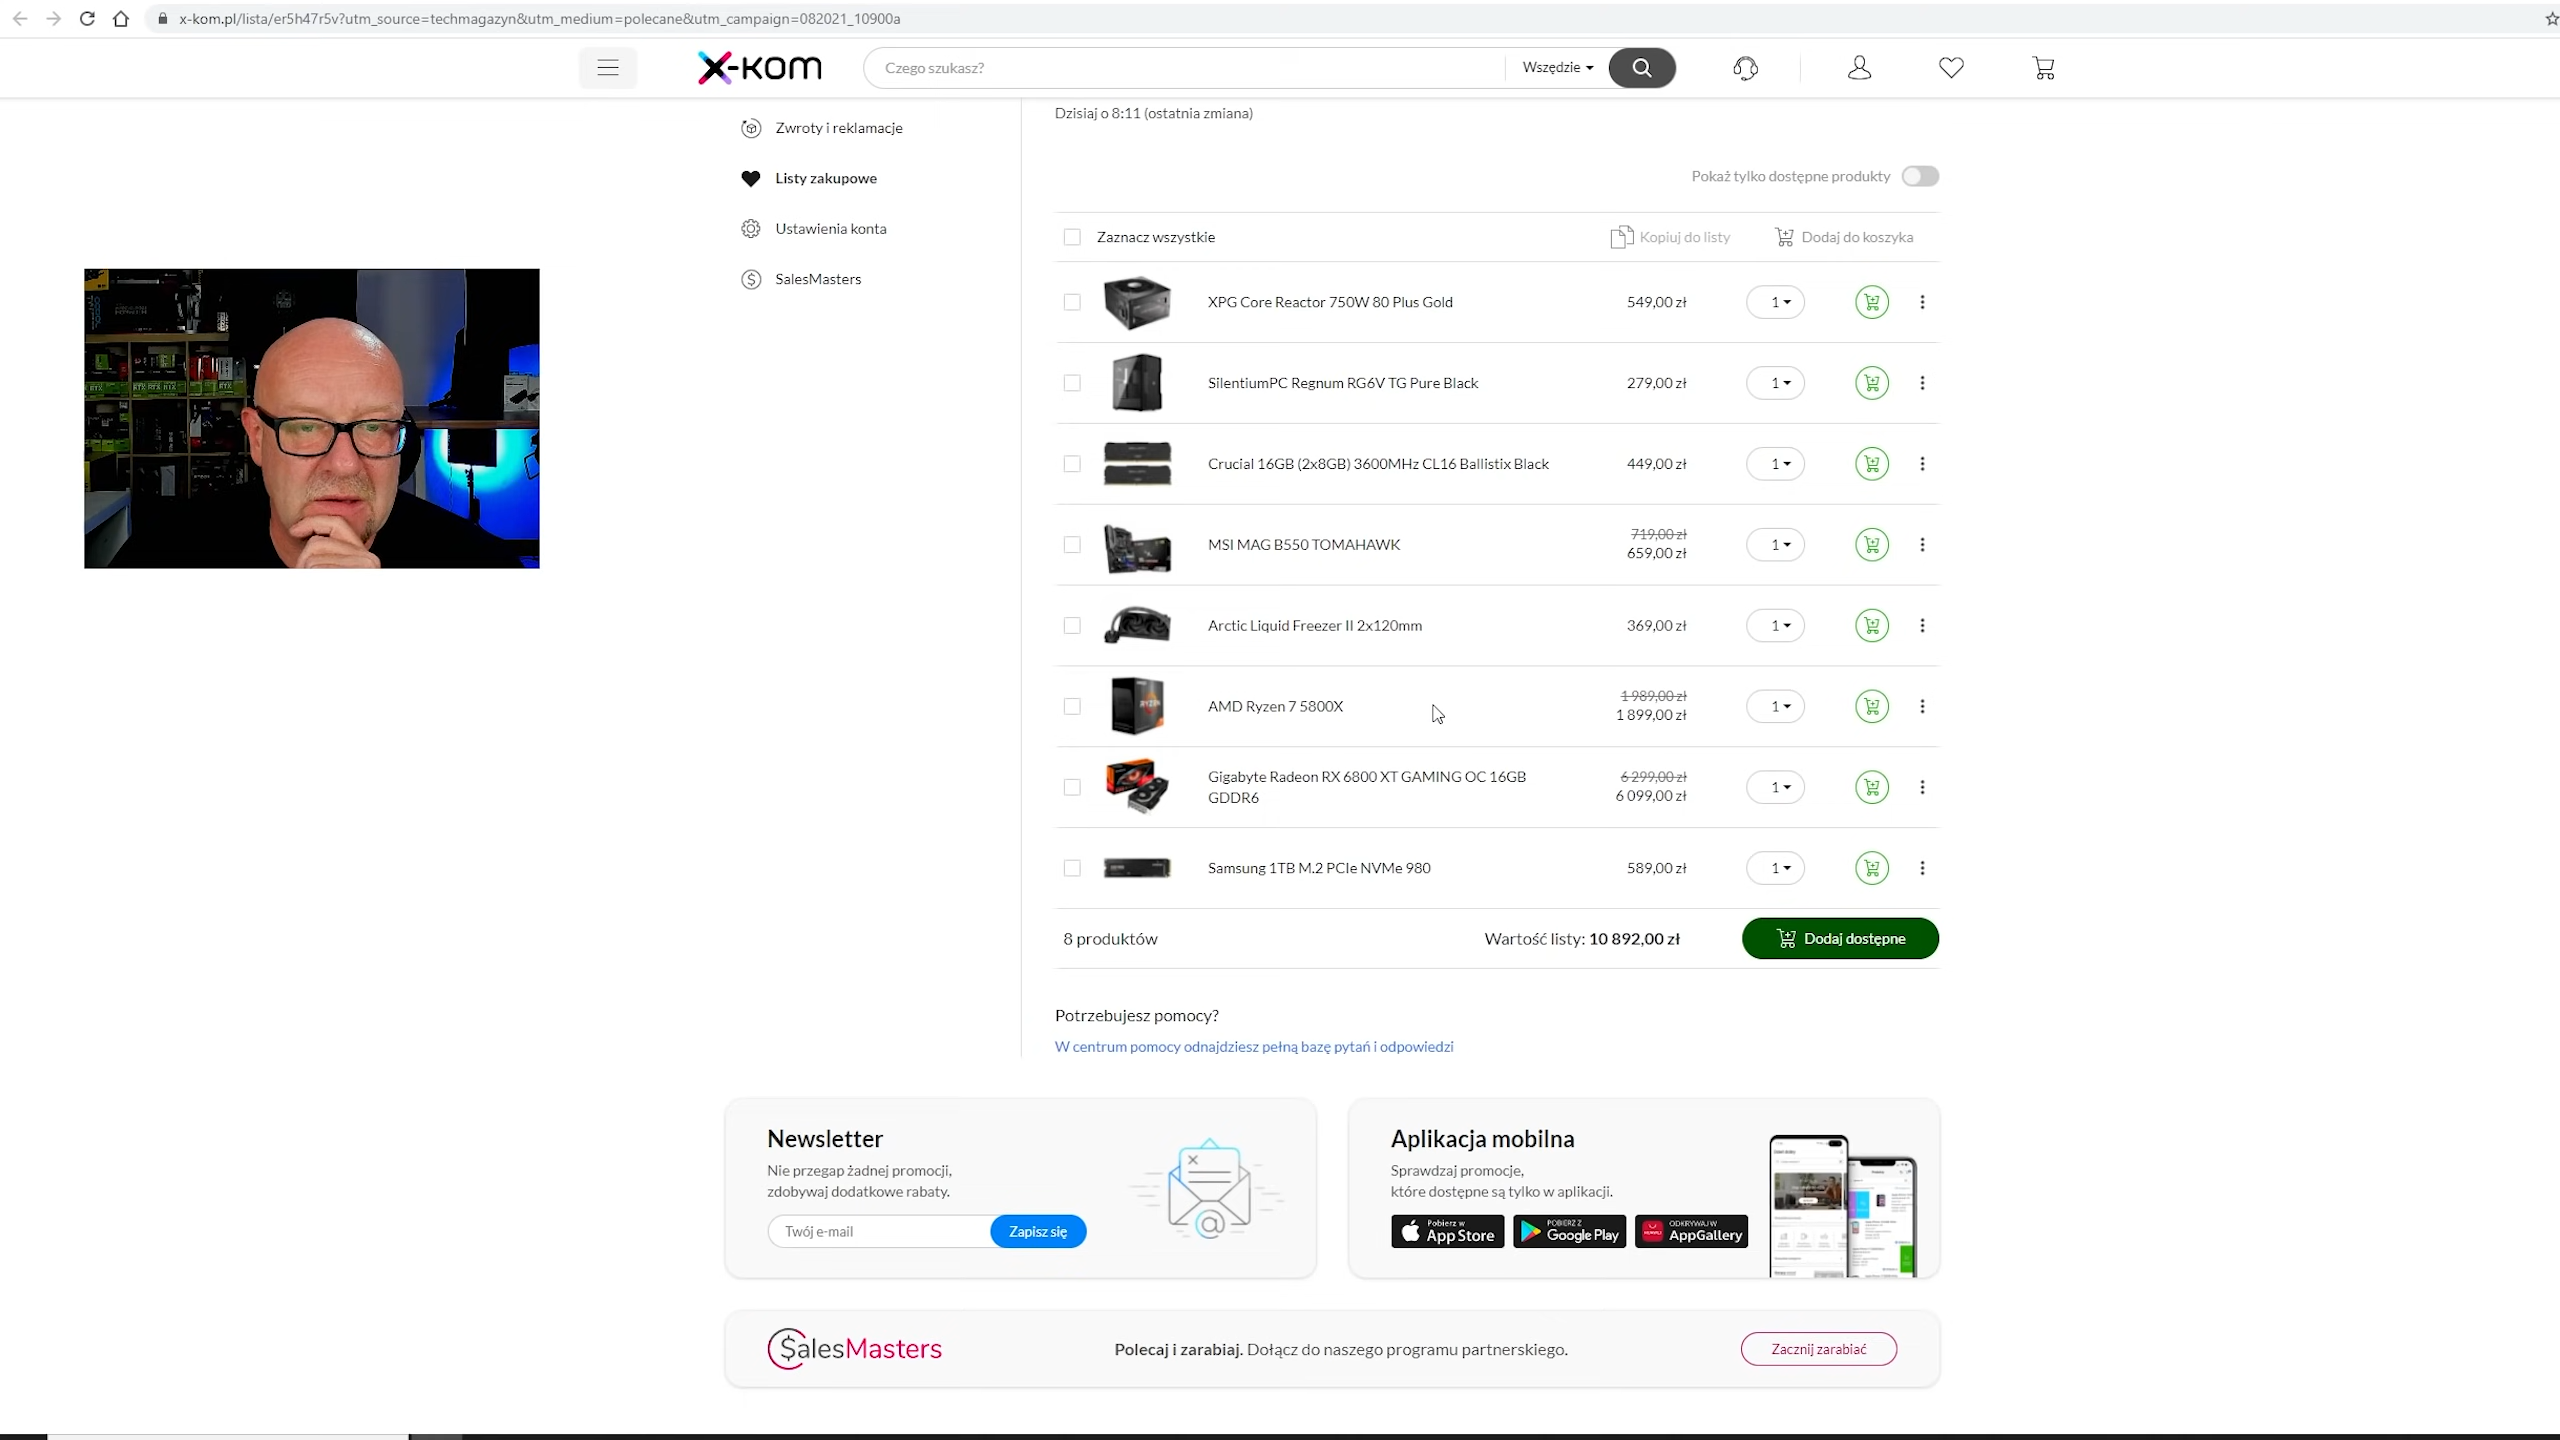 x-kom.pl/lista/er5h47r5v?utm_source=techmagazyn&utm_medium=polecane&utm_campaign=082021_10900a
x-kom
Czego szukasz?
Wszędzie
Dzisiaj o 8:11 (ostatnia zmiana)
Zwroty i reklamacje
Listy zakupowe
Ustawienia konta
SalesMasters
Pokaż tylko dostępne produkty
Zaznacz wszystkie
Kopiuj do listy
Dodaj do koszyka
XPG Core Reactor 750W 80 Plus Gold
549,00 zł
1
SilentiumPC Regnum RG6V TG Pure Black
279,00 zł
1
Crucial 16GB (2x8GB) 3600MHz CL16 Ballistix Black
449,00 zł
1
MSI MAG B550 TOMAHAWK
719,00 zł
659,00 zł
1
Arctic Liquid Freezer II 2x120mm
369,00 zł
1
AMD Ryzen 7 5800X
1 989,00 zł
1 899,00 zł
1
Gigabyte Radeon RX 6800 XT GAMING OC 16GB
GDDR6
6 299,00 zł
6 099,00 zł
1
Samsung 1TB M.2 PCIe NVMe 980
589,00 zł
1
8 produktów
Wartość listy: 10 892,00 zł
Dodaj dostępne
Potrzebujesz pomocy?
W centrum pomocy odnajdziesz pełną bazę pytań i odpowiedzi
Newsletter
Nie przegap żadnej promocji,
zdobywaj dodatkowe rabaty.
Twój e-mail
Zapisz się
Aplikacja mobilna
Sprawdzaj promocje,
które dostępne są tylko w aplikacji.
Pobierz w
App Store
POBIERZ Z
Google Play
ODKRYWAJ W
AppGallery
SalesMasters
Polecaj i zarabiaj. Dołącz do naszego programu partnerskiego.
Zacznij zarabiać